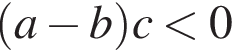 (a − b)c < 0